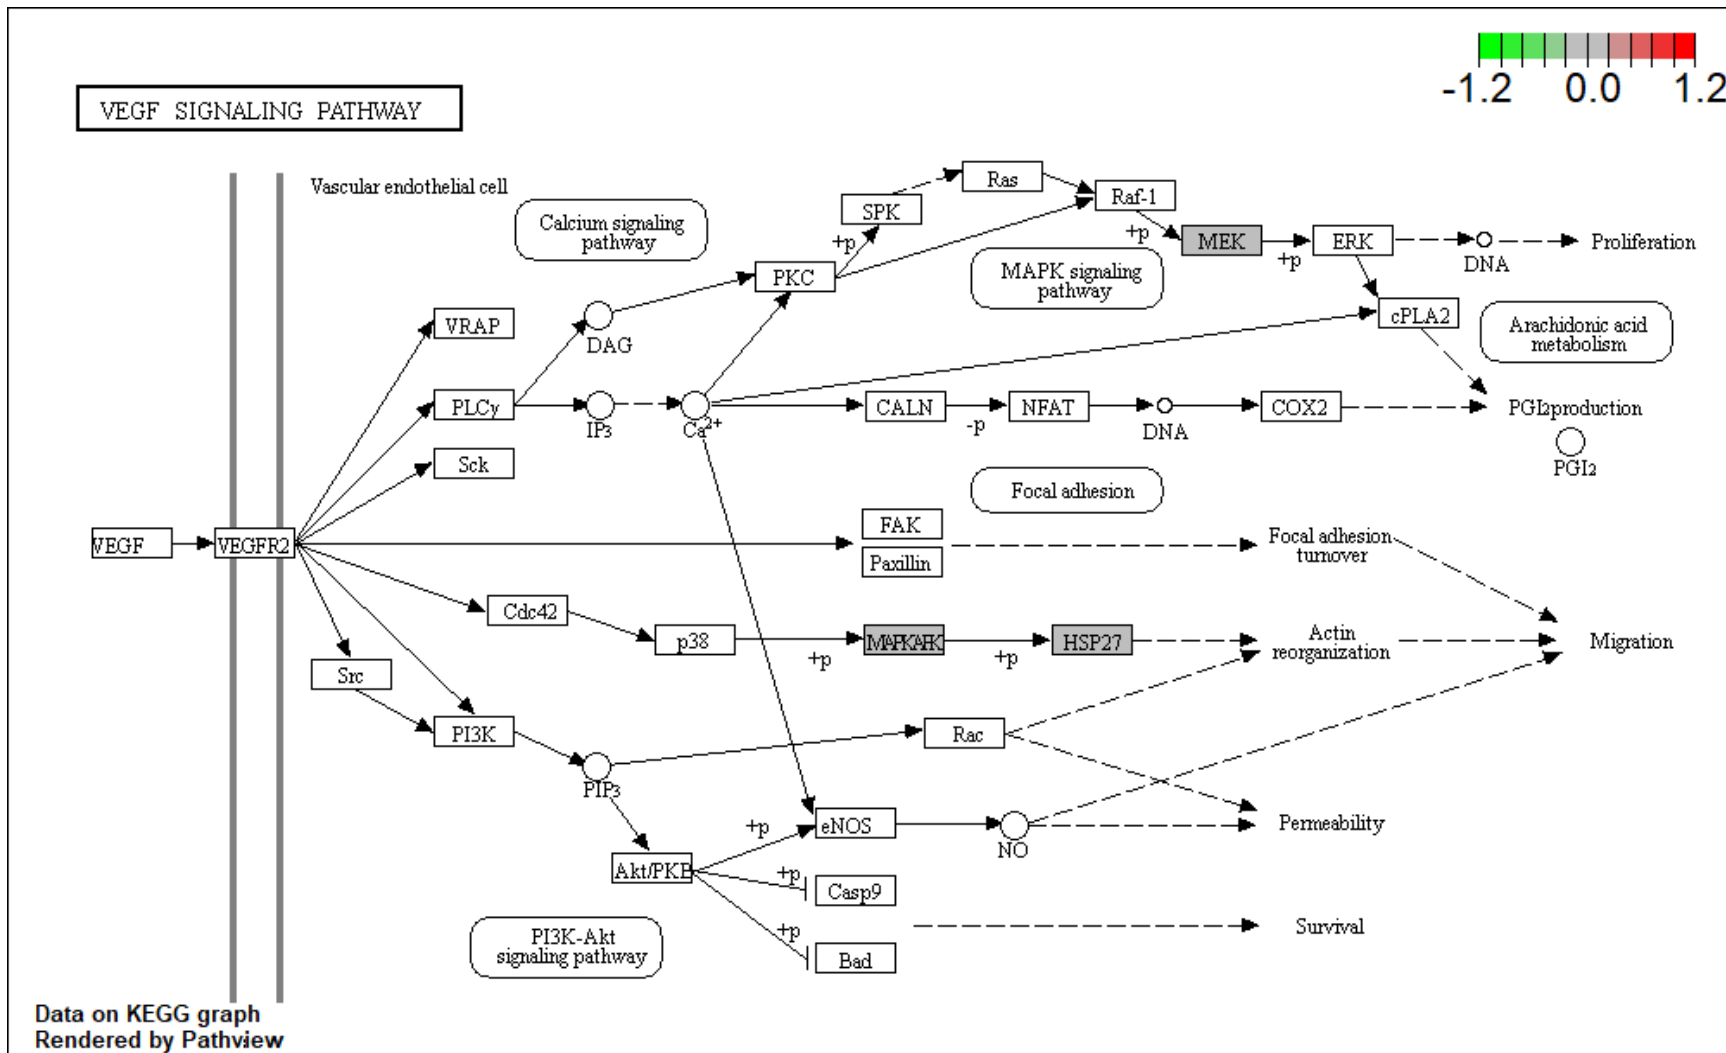 -1.2 0.0 1.2
VEGF SIGNALING PATHWAY
Vascular endothelial cell
Calcium signaling
pathway
SPK
Ras
Raf-1
+p
+p
MEK
+p
ERK
DNA
Proliferation
PKC
MAPK signaling
pathway
VRAP
DAG
cPLA2
Arachidonic acid
metabolism
PLCγ
IP3
Ca2+
CALN
-p
NFAT
DNA
COX2
PGI2production
PGI2
Sck
Focal adhesion
VEGF
VEGFR2
FAK
Paxillin
Focal adhesion
turnover
Cdc42
p38
+p
MAPKAPK
+p
HSP27
Actin
reorganization
Migration
Src
PI3K
Rac
PIP3
+p
eNOS
NO
Permeability
Akt/PKB
+p
Casp9
+p
Bad
Survival
PI3K-Akt
signaling pathway
Data on KEGG graph
Rendered by Pathview